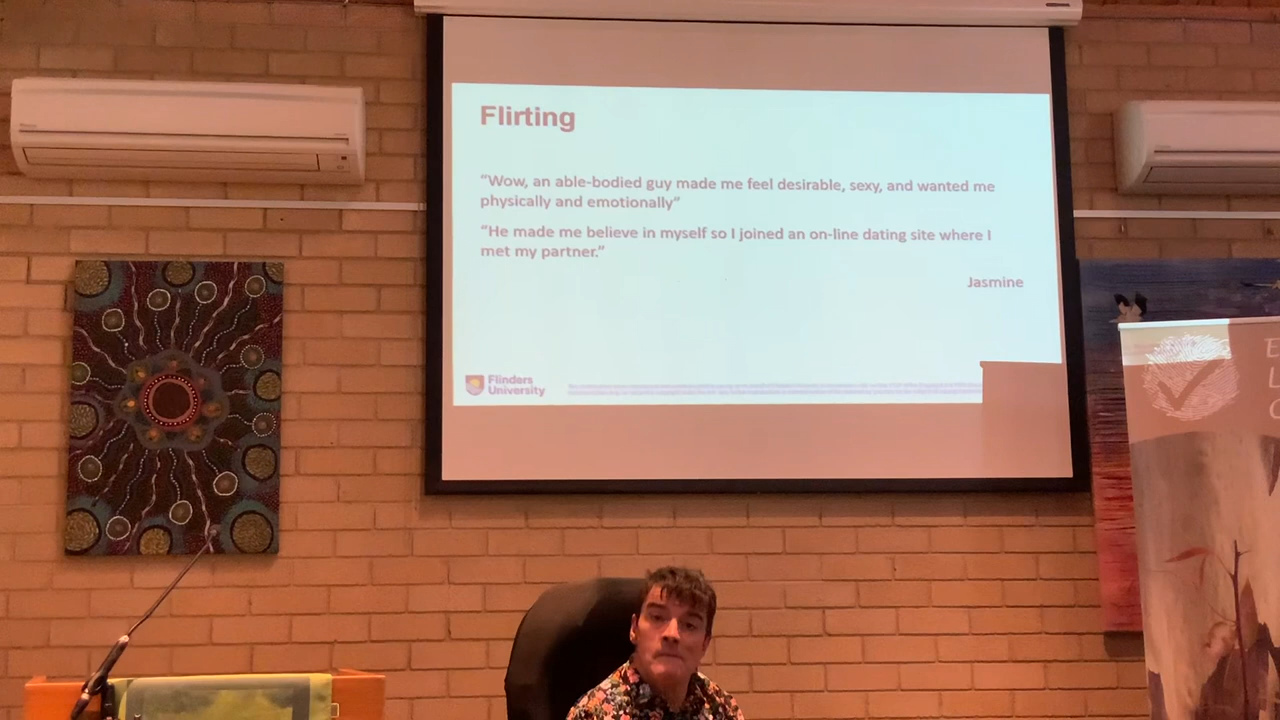 Flirting
“Wow, an able-bodied guy made me feel desirable, sexy, and wanted me
physically and emotionally”
“He made me believe in myself so I joined an on-line dating site where I
met my partner.”
Jasmine
Flinders
University
E
L